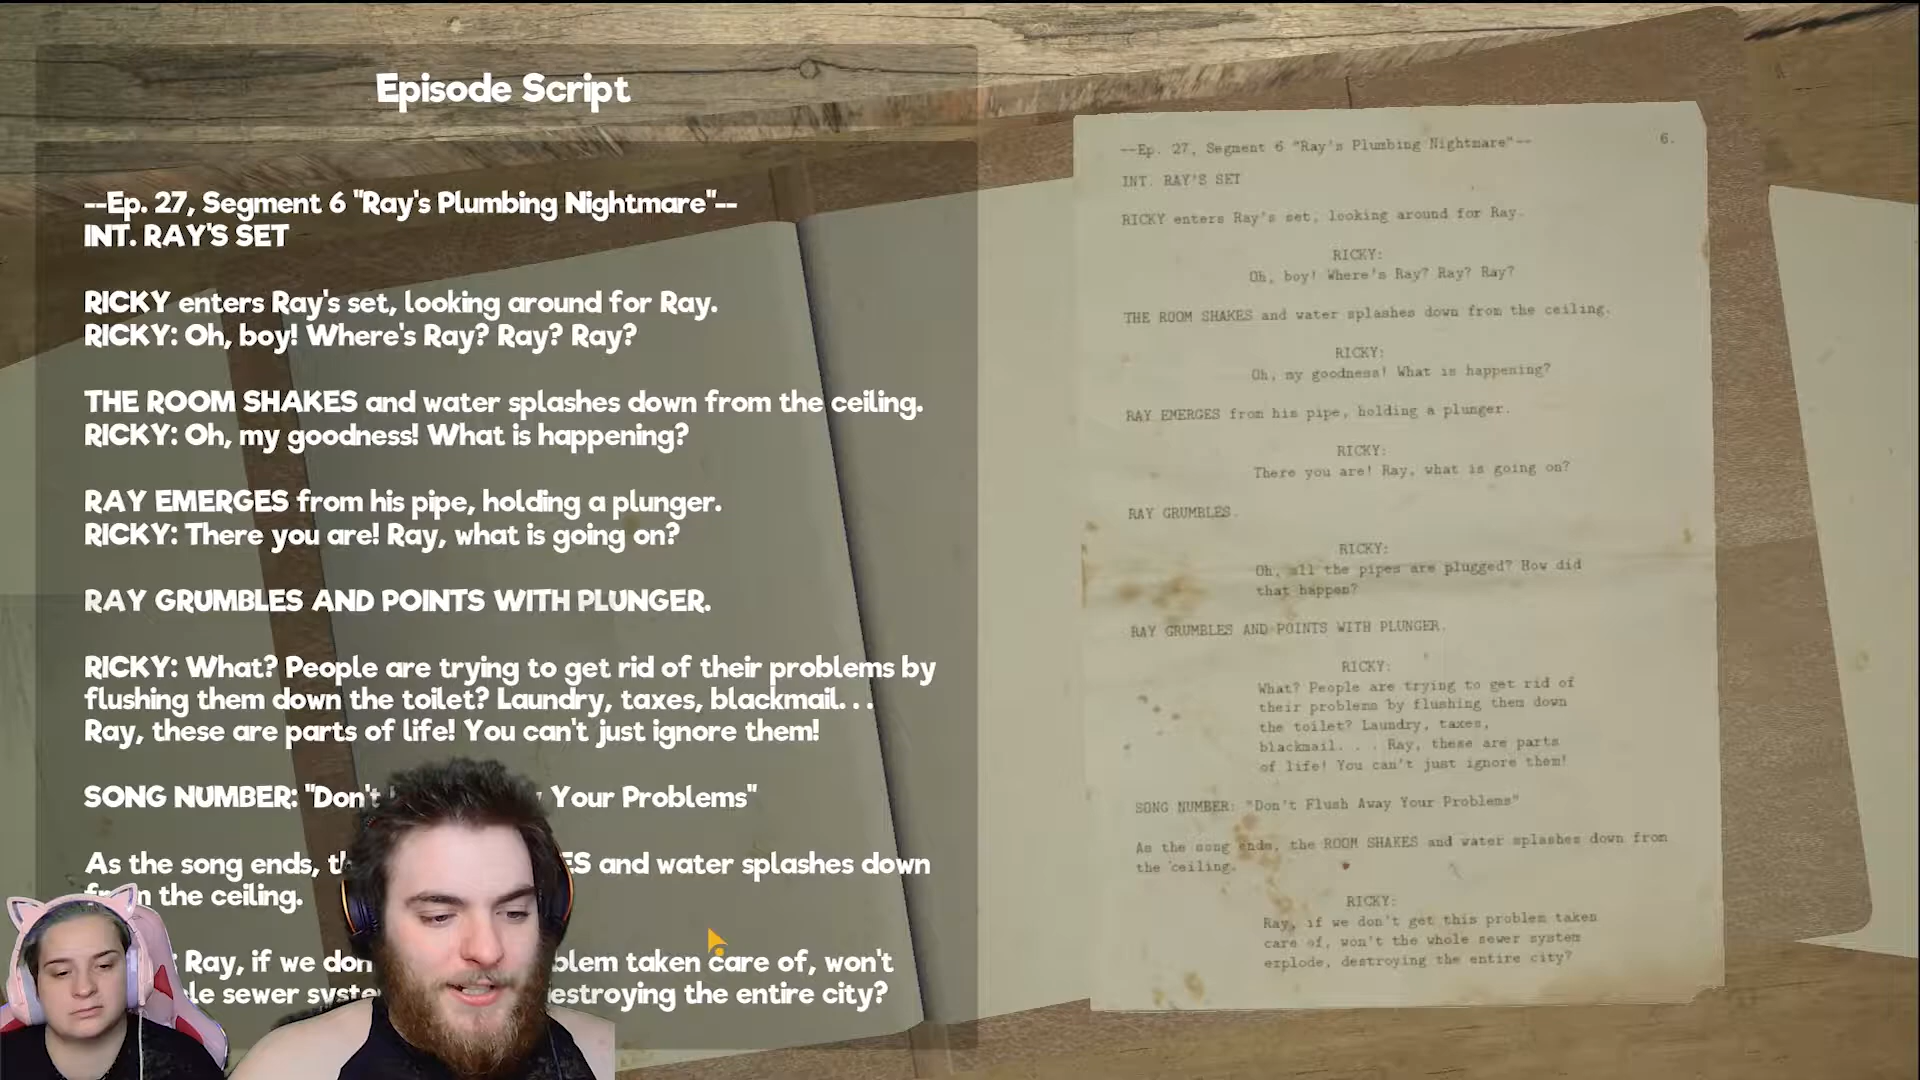 Episode Script
--Ep. 27, Segment 6 "Ray's Plumbing Nightmare"--
INT. RAY'S SET
RICKY enters Ray's set, looking around for Ray.
RICKY: Oh, boy! Where's Ray? Ray? Ray?
THE ROOM SHAKES and water splashes down from the ceiling.
RICKY: Oh, my goodness! What is happening?
RAY EMERGES from his pipe, holding a plunger.
RICKY: There you are! Ray, what is going on?
RAY GRUMBLES AND POINTS WITH PLUNGER.
RICKY: What? People are trying to get rid of their problems by
flushing them down the toilet? Laundry, taxes, blackmail. . .
Ray, these are parts of life! You can't just ignore them!
SONG NUMBER: "Don't Your Problems"
As the song ends, and water splashes down
the ceiling.
: Ray, if we don taken care of, won't
the entire city?
--Ep. 27, Segment 6 "Ray's Plumbing Nightmare"-- 6.
INT. RAY'S SET
RICKY enters Ray's set, looking around for Ray.
RICKY:
Oh, boy! Where's Ray? Ray? Ray?
THE ROOM SHAKES and water splashes down from the ceiling.
RICKY:
Oh, my goodness! What is happening?
RAY EMERGES from his pipe, holding a plunger.
RICKY:
There you are! Ray, what is going on?
RAY GRUMBLES.
RICKY:
Oh, all the pipes are plugged? How did
that happen?
RAY GRUMBLES AND POINTS WITH PLUNGER.
RICKY:
What? People are trying to get rid of
their problems by flushing them down
the toilet? Laundry, taxes,
blackmail. . . . Ray, these are parts
of life! You can't just ignore them!
SONG NUMBER: "Don't Flush Away Your Problems"
As the song ends, the ROOM SHAKES and water splashes down from
the ceiling.
RICKY:
Ray, if we don't get this problem taken
care of, won't the whole sewer system
explode, destroying the entire city?